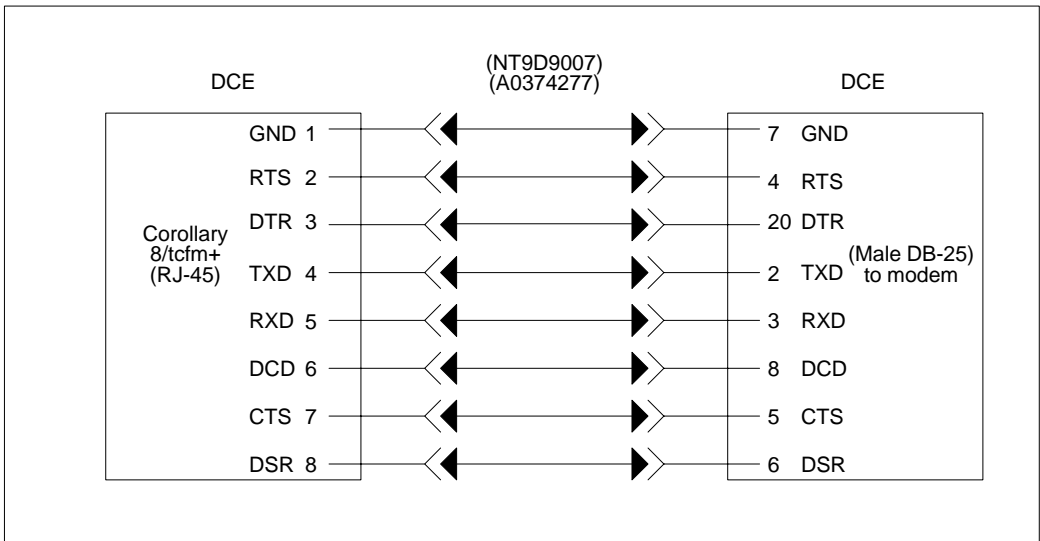 (NT9D9007)
(A0374277)
DCE
DCE
GND 1
7 GND
RTS 2
4 RTS
DTR 3
20 DTR
Corollary
8/tcfm+
(RJ-45)
(Male DB-25)
to modem
TXD 4
2 TXD
RXD 5
3 RXD
DCD 6
8 DCD
CTS 7
5 CTS
DSR 8
6 DSR